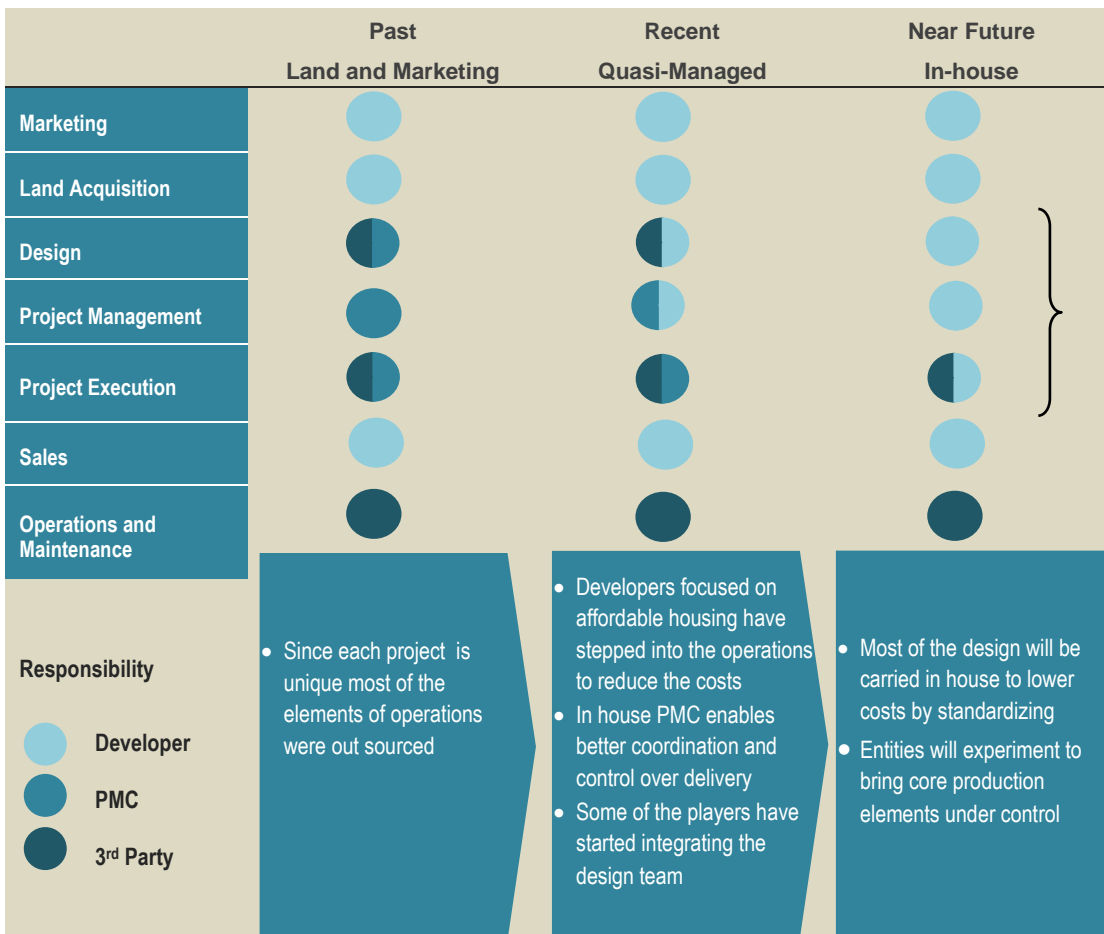 Past
Land and Marketing
Recent
Quasi-Managed
Near Future
In-house
Marketing
Land Acquisition
Design
Project Management
Project Execution
Sales
Operations and
Maintenance
Responsibility
Developer
PMC
3rd Party
• Since each project is
unique most of the
elements of operations
were out sourced
• Developers focused on
affordable housing have
stepped into the operations
to reduce the costs
• In house PMC enables
better coordination and
control over delivery
• Some of the players have
started integrating the
design team
• Most of the design will be
carried in house to lower
costs by standardizing
• Entities will experiment to
bring core production
elements under control